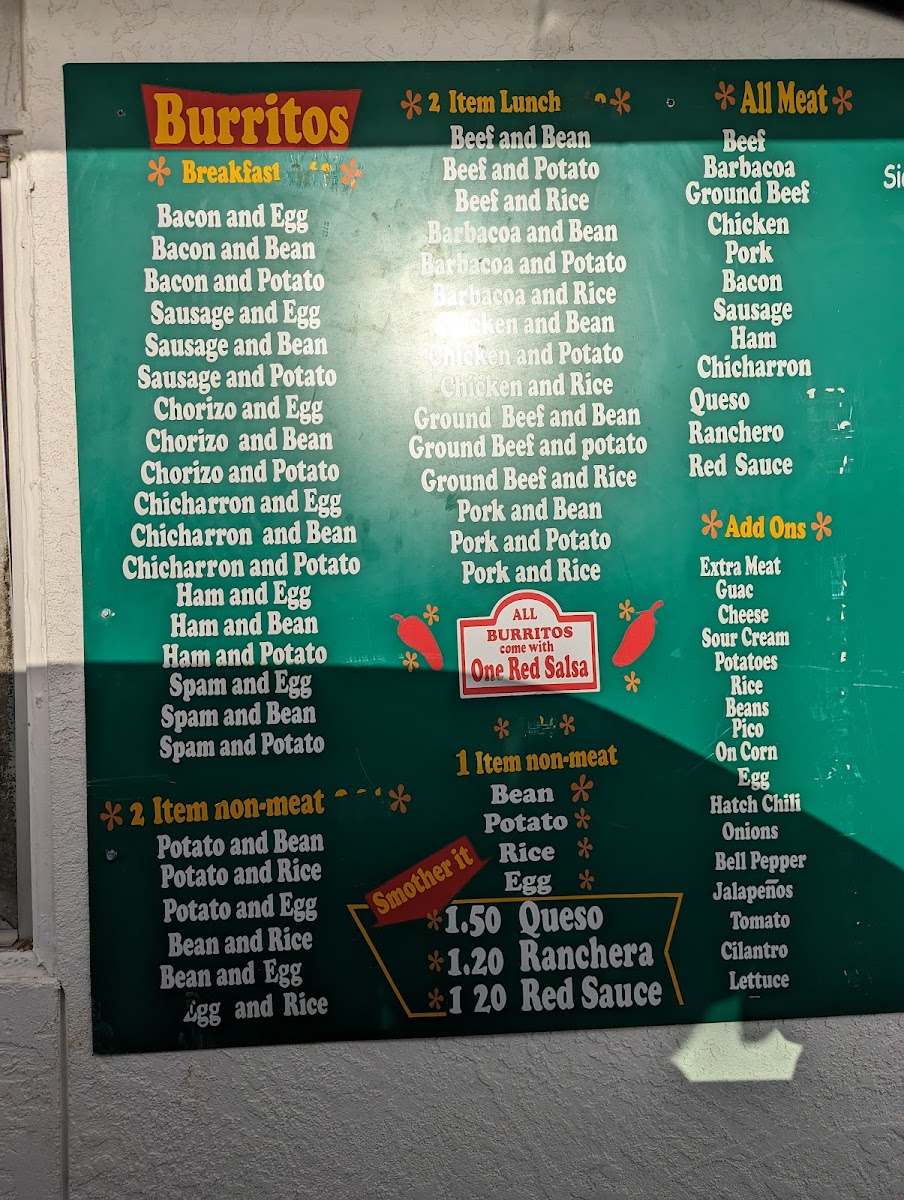 Burritos
Breakfast
Bacon and Egg
Bacon and Bean
Bacon and Potato
Sausage and Egg
Sausage and Bean
Sausage and Potato
Chorizo and Egg
Chorizo and Bean
Chorizo and Potato
Chicharron and Egg
Chicharron and Bean
Chicharron and Potato
Ham and Egg
Ham and Bean
Ham and Potato
Spam and Egg
Spam and Bean
Spam and Potato
2 Item non-meat
Potato and Bean
Potato and Rice
Potato and Egg
Bean and Rice
Bean and Egg
Egg and Rice
2 Item Lunch
Beef and Bean
Beef and Potato
Beef and Rice
Barbacoa and Bean
Barbacoa and Potato
Barbacoa and Rice
Chicken and Bean
Chicken and Potato
Chicken and Rice
Ground Beef and Bean
Ground Beef and potato
Ground Beef and Rice
Pork and Bean
Pork and Potato
Pork and Rice
ALL
BURRITOS
come with
One Red Salsa
1 Item non-meat
Bean
Potato
Rice
Egg
Smother it
1.50 Queso
1.20 Ranchera
1 20 Red Sauce
All Meat
Beef
Barbacoa
Ground Beef
Chicken
Pork
Bacon
Sausage
Ham
Chicharron
Queso
Ranchero
Red Sauce
Add Ons
Extra Meat
Guac
Cheese
Sour Cream
Potatoes
Rice
Beans
Pico
On Corn
Egg
Hatch Chili
Onions
Bell Pepper
Jalapeños
Tomato
Cilantro
Lettuce